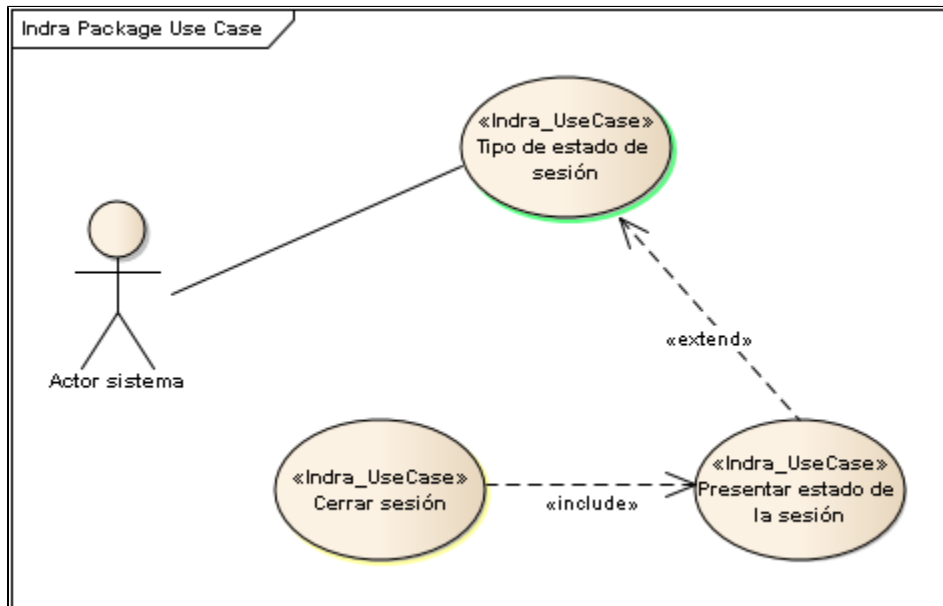 Indra Package Use Case
«Indra_UseCase»
Tipo de estado de
sesión
Actor sistema
«extend»
«Indra_UseCase»
Cerrar sesión
«include»
«Indra_UseCase»
Presentar estado de
la sesión